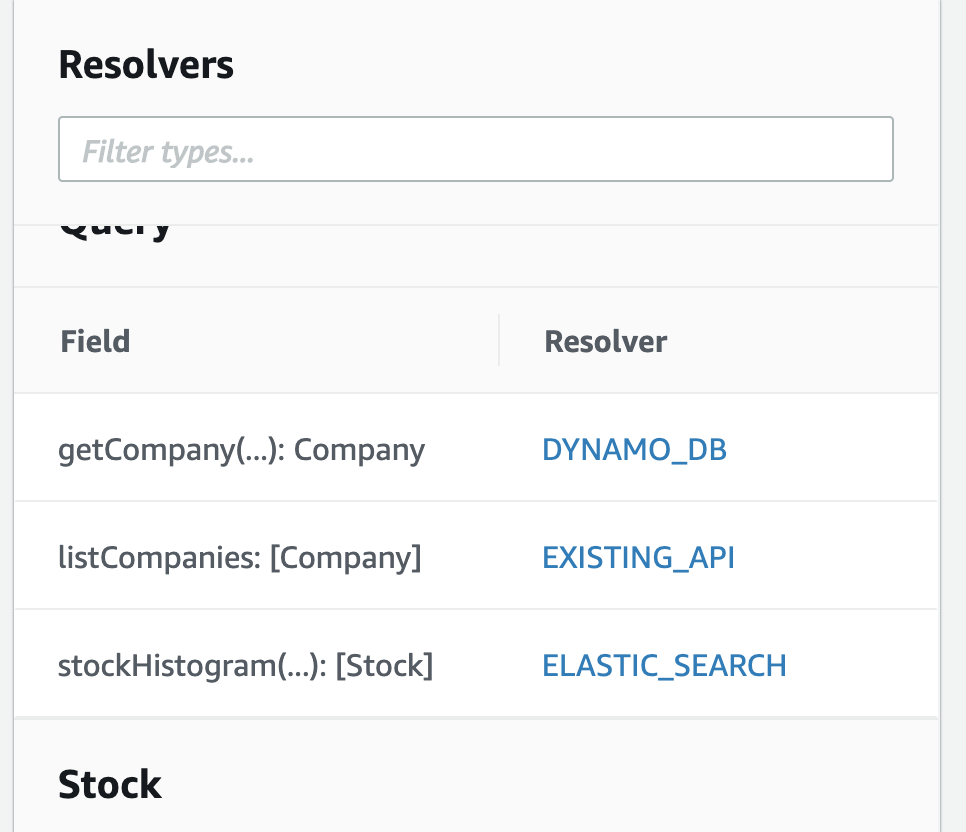 Resolvers
Filter types...
Query
Field Resolver
getCompany(...): Company DYNAMO_DB
listCompanies: [Company] EXISTING_API
stockHistogram(...): [Stock] ELASTIC_SEARCH
Stock